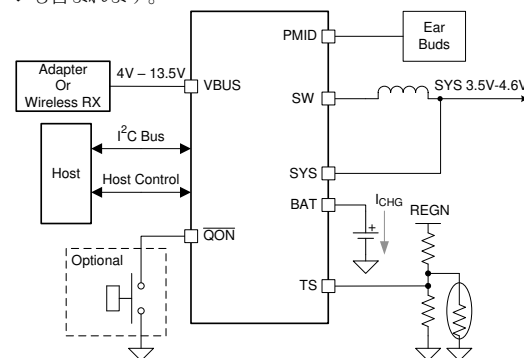 PMID
Ear
Buds
Adapter
Or
Wireless RX
4V – 13.5V
VBUS
SW
SYS 3.5V-4.6V
I²C Bus
Host
Host Control
SYS
BAT
I_CHG
REGN
+
QON
Optional
TS